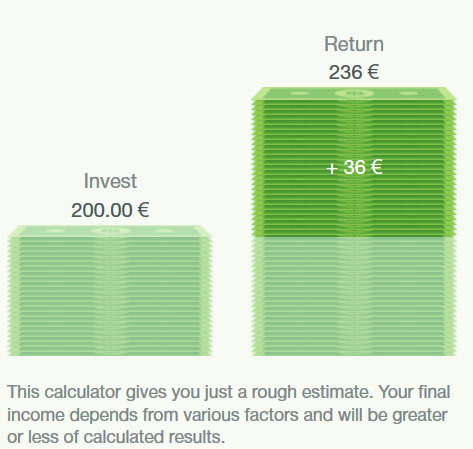 Return
236 €
+ 36 €
Invest
200.00 €
This calculator gives you just a rough estimate. Your final
income depends from various factors and will be greater
or less of calculated results.